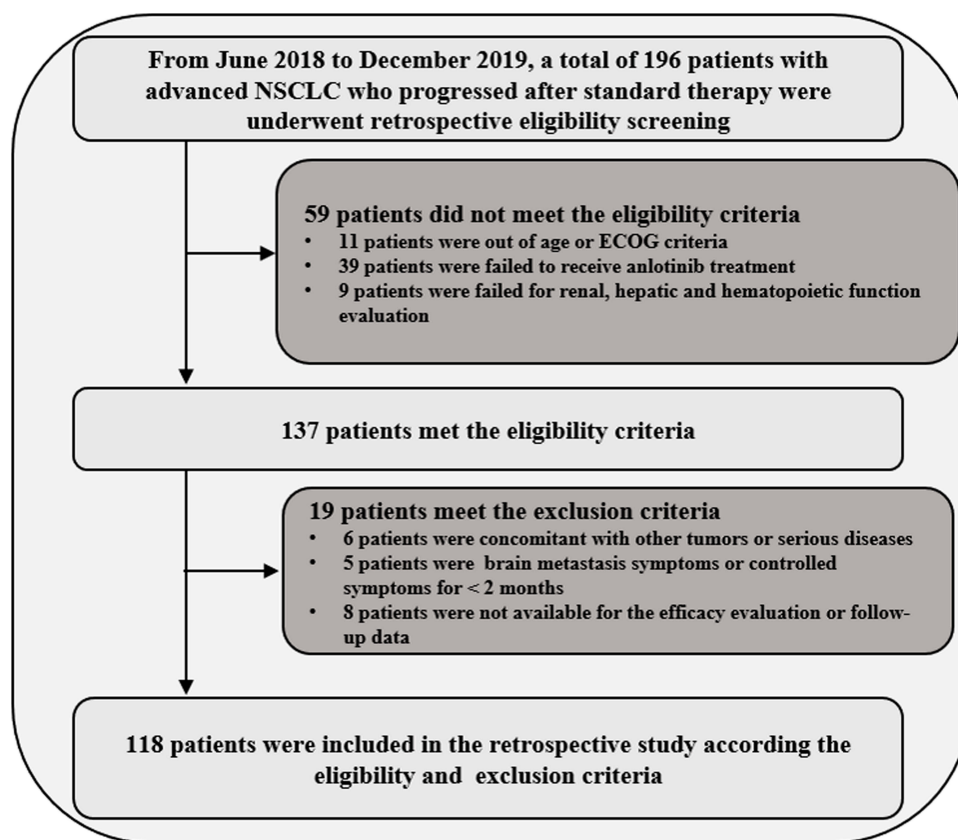 From June 2018 to December 2019, a total of 196 patients with
advanced NSCLC who progressed after standard therapy were
underwent retrospective eligibility screening
59 patients did not meet the eligibility criteria
• 11 patients were out of age or ECOG criteria
• 39 patients were failed to receive anlotinib treatment
• 9 patients were failed for renal, hepatic and hematopoietic function
evaluation
137 patients met the eligibility criteria
19 patients meet the exclusion criteria
• 6 patients were concomitant with other tumors or serious diseases
• 5 patients were brain metastasis symptoms or controlled
symptoms for < 2 months
• 8 patients were not available for the efficacy evaluation or follow-
up data
118 patients were included in the retrospective study according the
eligibility and exclusion criteria